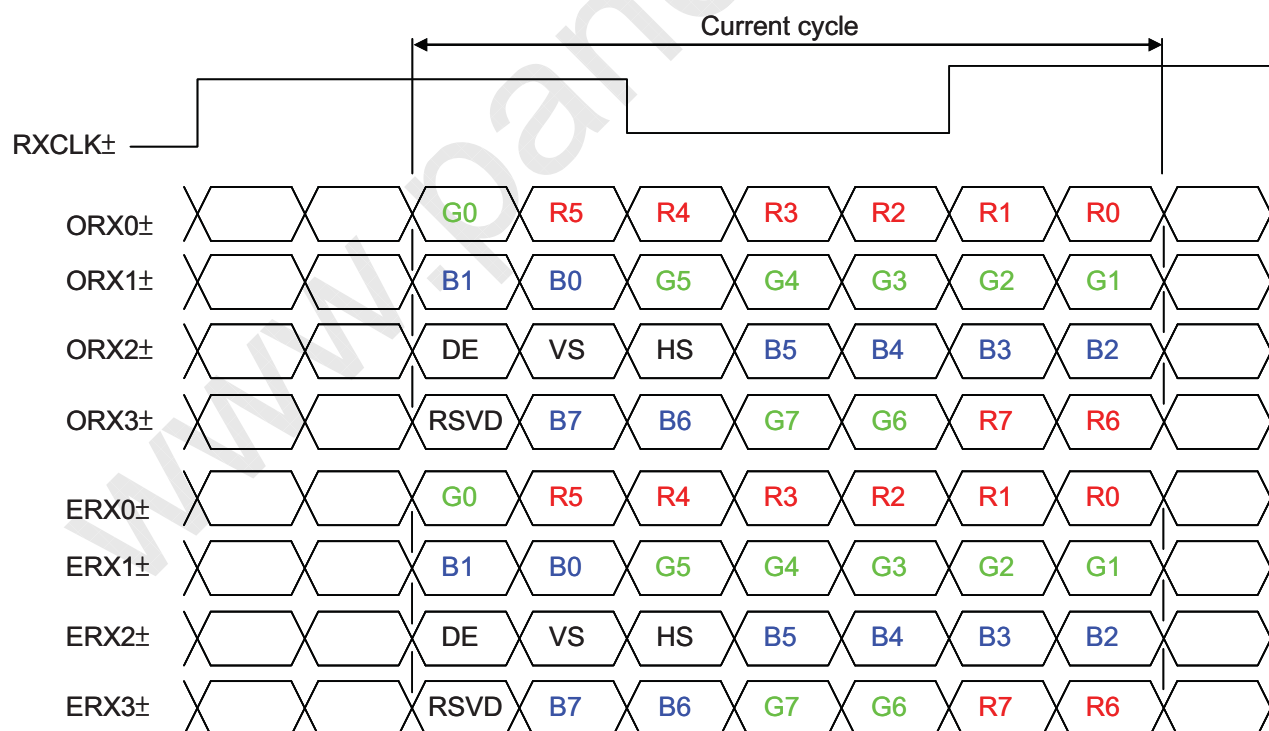 Current cycle
RXCLK±
ORX0± G0 R5 R4 R3 R2 R1 R0
ORX1± B1 B0 G5 G4 G3 G2 G1
ORX2± DE VS HS B5 B4 B3 B2
ORX3± RSVD B7 B6 G7 G6 R7 R6
ERX0± G0 R5 R4 R3 R2 R1 R0
ERX1± B1 B0 G5 G4 G3 G2 G1
ERX2± DE VS HS B5 B4 B3 B2
ERX3± RSVD B7 B6 G7 G6 R7 R6
www.pan